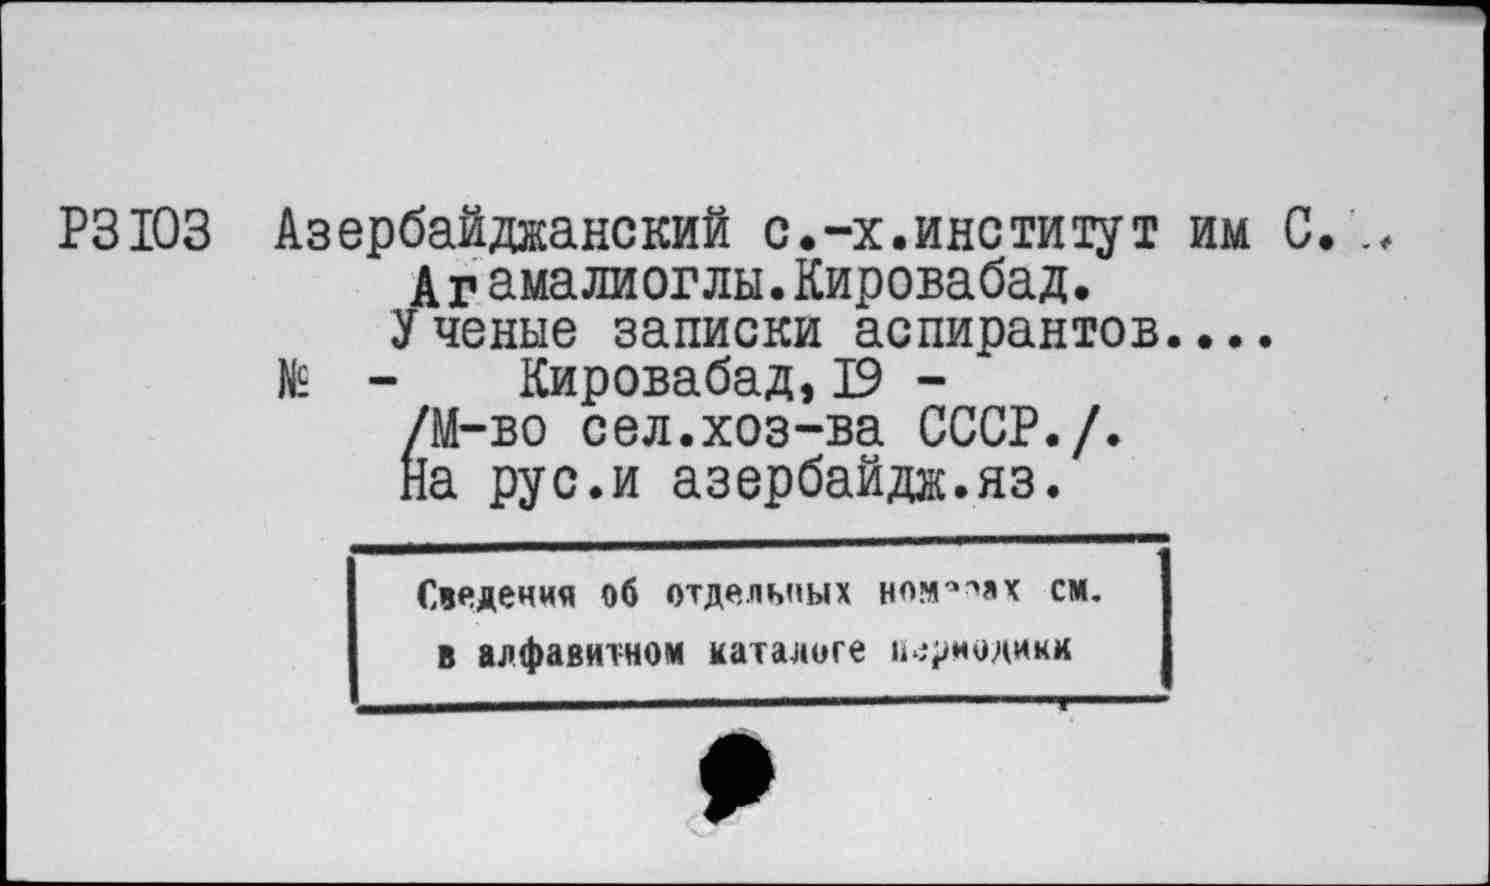 РЗ103 Азербайджанский с.-х.институт им С.
Агамалиоглы.Кировабад.
Ученые записки аспирантов....
№ - Кировабад,19 -
/М-во сел.хоз-ва СССР./.
На рус.и азербайдж.яз.
Сведения об отдельных номерах см.
в алфавитном каталоге периодики